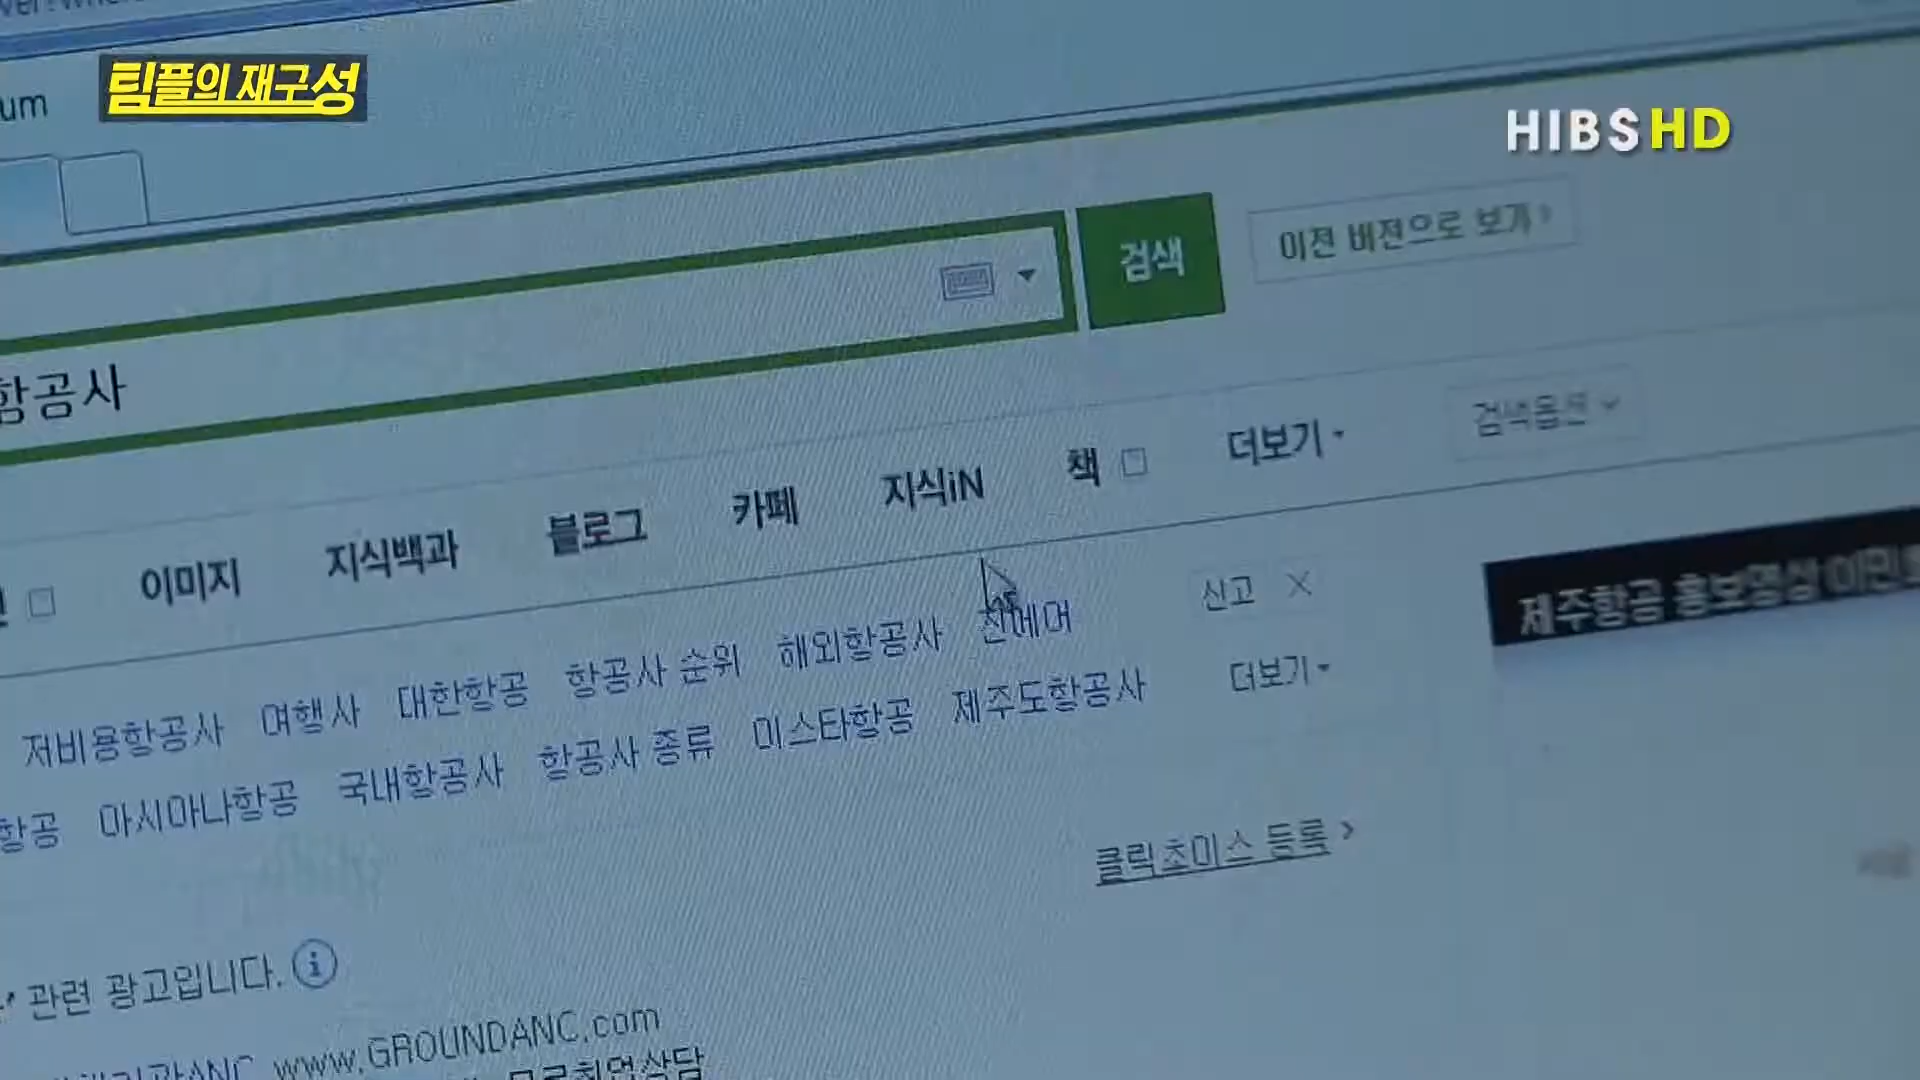 팀플의 재구성
um
HIBS HD
검색
이전 버전으로 보기
항공사
이미지 지식백과 블로그 카페 지식iN 책 더보기
검색옵션
저비용항공사 여행사 대한항공 항공사 순위 해외항공사 진에어
신고
항공 아시아나항공 국내항공사 항공사 종류 이스타항공 제주도항공사
더보기
제주항공 홍보영상
클릭초이스 등록
관련 광고입니다.
www.GROUNDANC.com